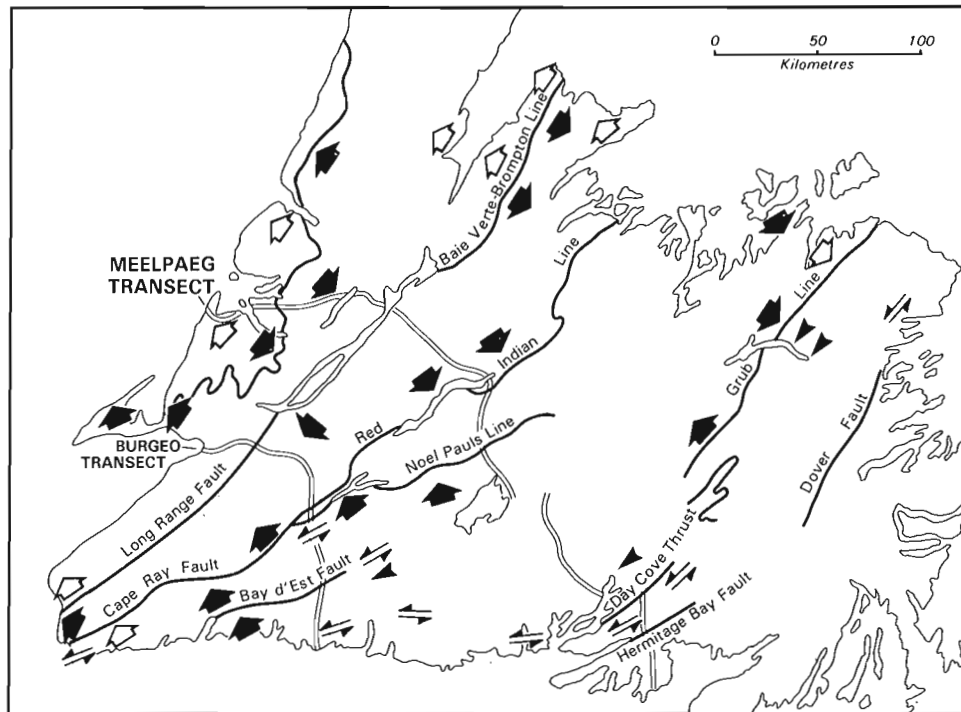 0 50 100
Kilometres
Baie Verte-Brompton Line
MEELPAEG
TRANSECT
Red Indian Line
Grub Line
BURGEO
TRANSECT
Long Range Fault
Noel Pauls Line
Dover Fault
Cape Ray Fault
Bay d'Est Fault
Day Cove Thrust
Hermitage Bay Fault